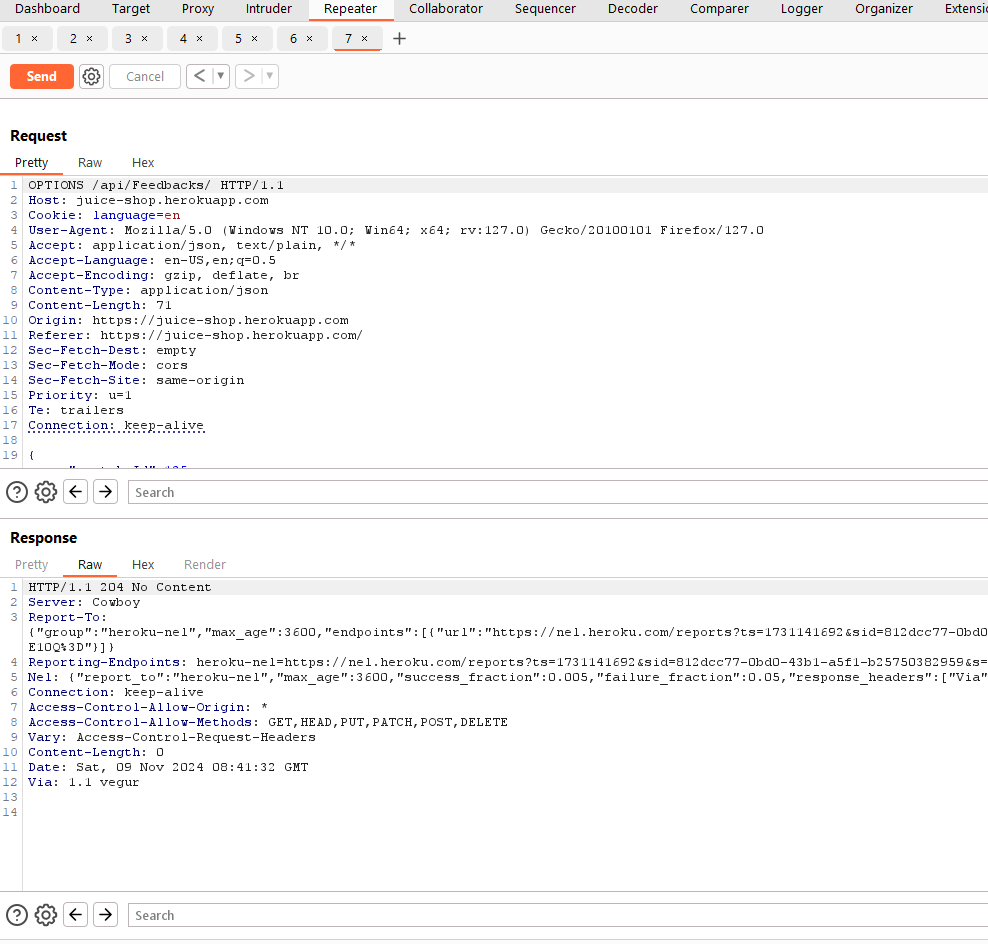 Dashboard Target Proxy Intruder Repeater Collaborator Sequencer Decoder Comparer Logger Organizer Extensio
1 × 2 × 3 × 4 × 5 × 6 × 7 × +
Send Cancel < ▼ > ▼
Request
Pretty Raw Hex
1 OPTIONS /api/Feedbacks/ HTTP/1.1
2 Host: juice-shop.herokuapp.com
3 Cookie: language=en
4 User-Agent: Mozilla/5.0 (Windows NT 10.0; Win64; x64; rv:127.0) Gecko/20100101 Firefox/127.0
5 Accept: application/json, text/plain, */*
6 Accept-Language: en-US,en;q=0.5
7 Accept-Encoding: gzip, deflate, br
8 Content-Type: application/json
9 Content-Length: 71
10 Origin: https://juice-shop.herokuapp.com
11 Referer: https://juice-shop.herokuapp.com/
12 Sec-Fetch-Dest: empty
13 Sec-Fetch-Mode: cors
14 Sec-Fetch-Site: same-origin
15 Priority: u=1
16 Te: trailers
17 Connection: keep-alive
18
19 {
Search
Response
Pretty Raw Hex Render
1 HTTP/1.1 204 No Content
2 Server: Cowboy
3 Report-To:
{"group":"heroku-nel","max_age":3600,"endpoints":[{"url":"https://nel.heroku.com/reports?ts=1731141692&sid=812dcc77-0bd0
E10Q%3D"}]}
4 Reporting-Endpoints: heroku-nel=https://nel.heroku.com/reports?ts=1731141692&sid=812dcc77-0bd0-43b1-a5f1-b25750382959&s=
5 Nel: {"report_to":"heroku-nel","max_age":3600,"success_fraction":0.005,"failure_fraction":0.05,"response_headers":["Via"
6 Connection: keep-alive
7 Access-Control-Allow-Origin: *
8 Access-Control-Allow-Methods: GET,HEAD,PUT,PATCH,POST,DELETE
9 Vary: Access-Control-Request-Headers
10 Content-Length: 0
11 Date: Sat, 09 Nov 2024 08:41:32 GMT
12 Via: 1.1 vegur
13
14
Search